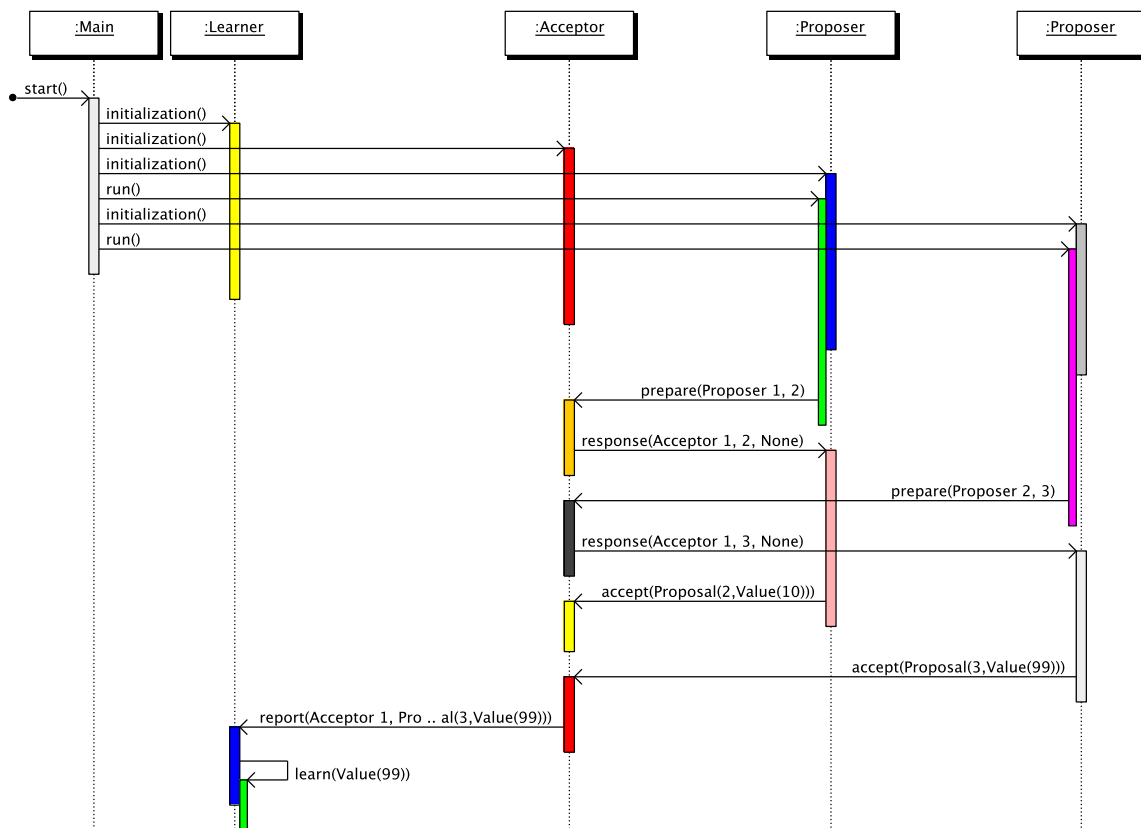 :Main
:Learner
:Acceptor
:Proposer
:Proposer
start()
initialization()
initialization()
initialization()
run()
initialization()
run()
prepare(Proposer 1, 2)
response(Acceptor 1, 2, None)
prepare(Proposer 2, 3)
response(Acceptor 1, 3, None)
accept(Proposal(2,Value(10)))
accept(Proposal(3,Value(99)))
report(Acceptor 1, Pro .. al(3,Value(99)))
learn(Value(99))